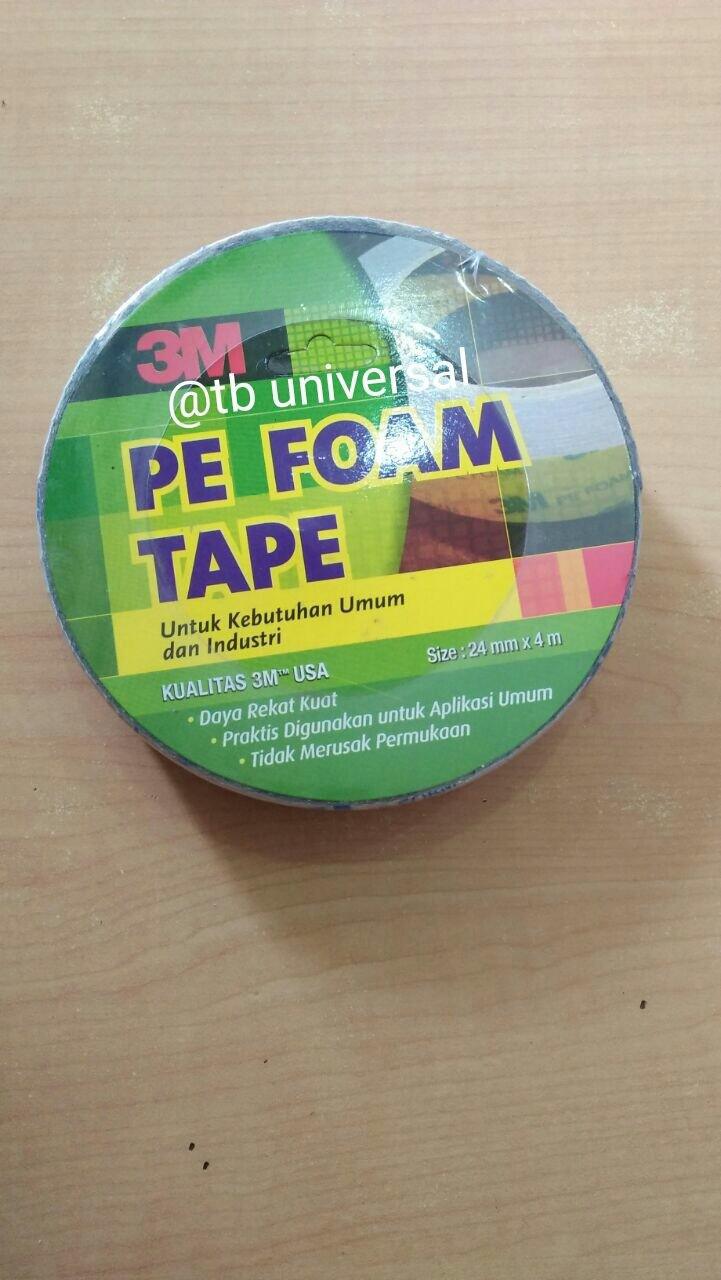 3M
@tb universal
PE FOAM
TAPE
Untuk Kebutuhan Umum
dan Industri
Size : 24 mm x 4 m
KUALITAS 3M™ USA
• Daya Rekat Kuat
• Praktis Digunakan untuk Aplikasi Umum
• Tidak Merusak Permukaan